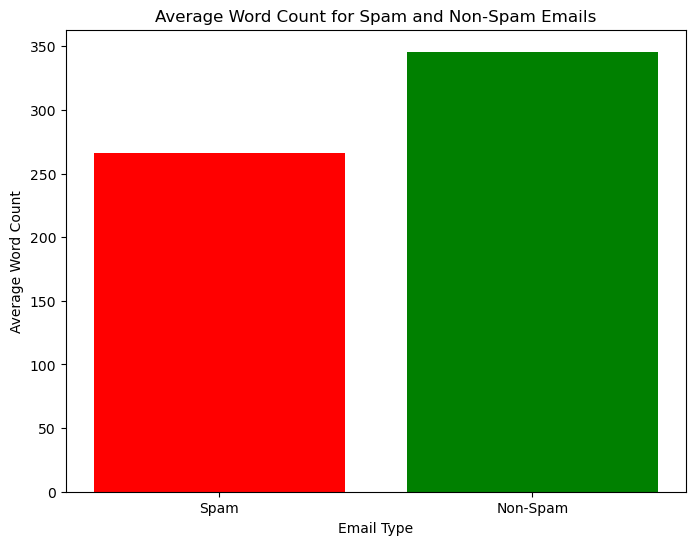 Average Word Count for Spam and Non-Spam Emails
350
300
250
200
150
100
50
0
Average Word Count
Spam
Non-Spam
Email Type